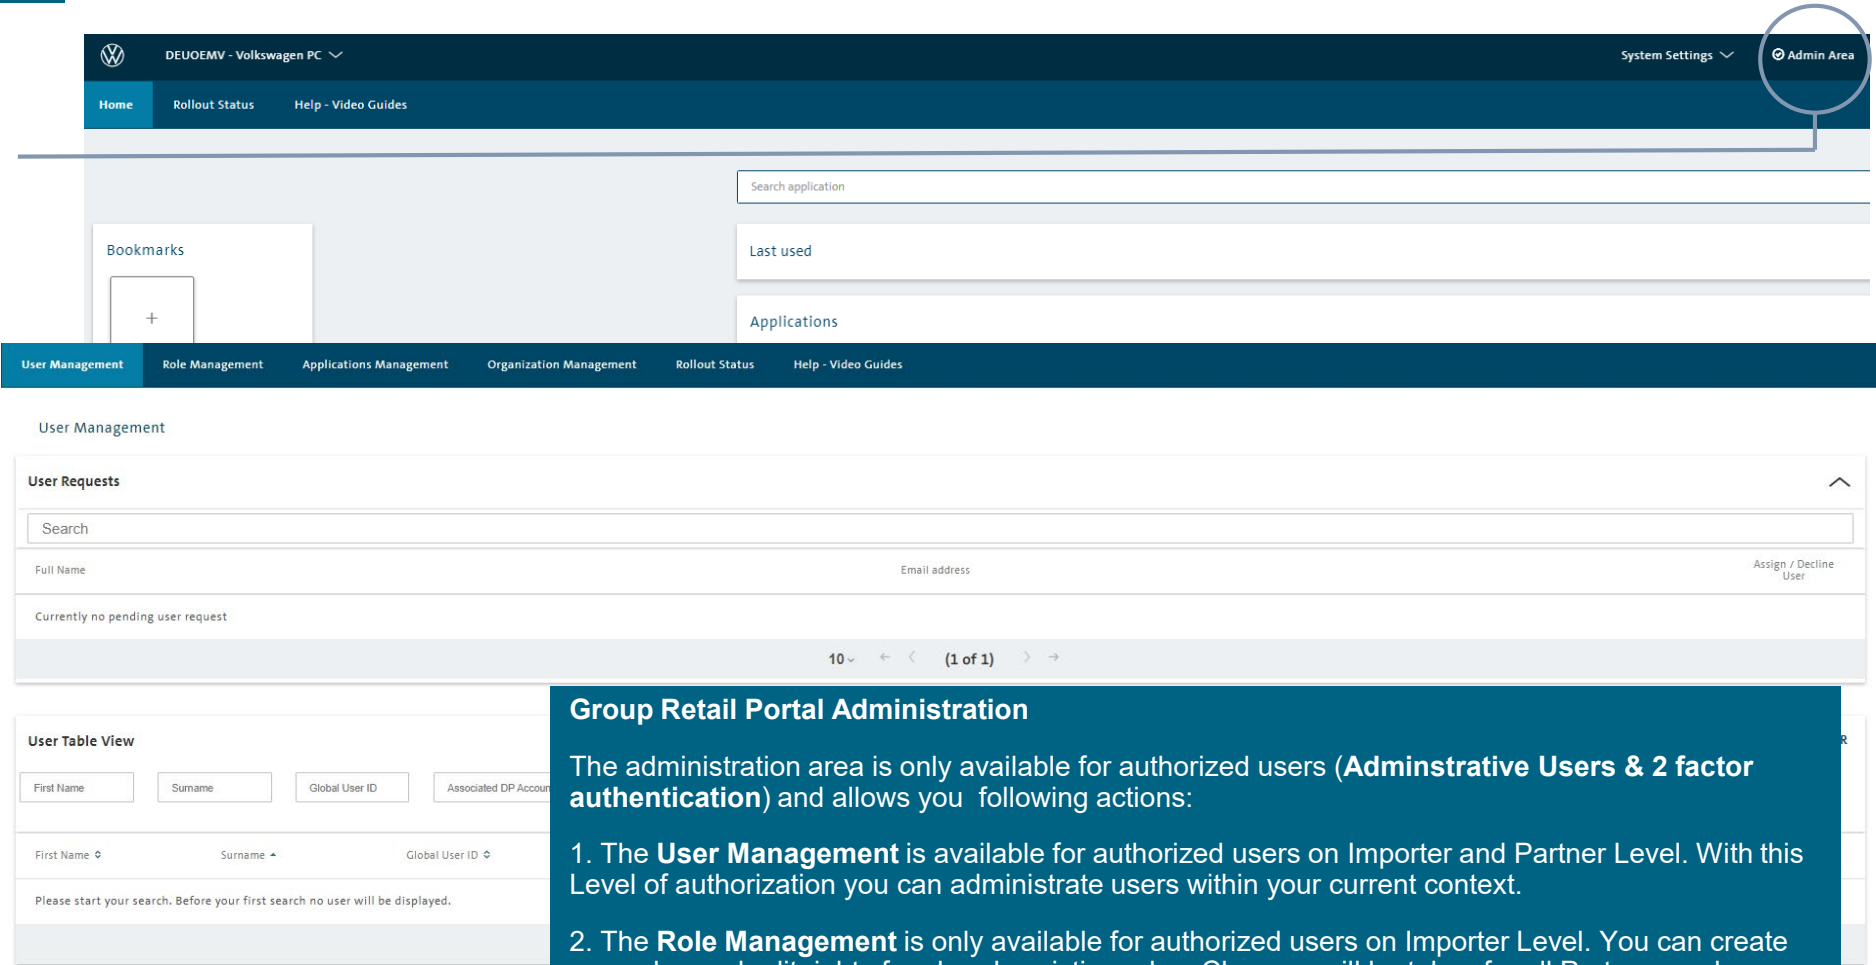 DEUOEMV - Volkswagen PC
System Settings
Admin Area
Home
Rollout Status
Help - Video Guides
Search application
Bookmarks
Last used
+
Applications
User Management
Role Management
Applications Management
Organization Management
Rollout Status
Help - Video Guides
User Management
User Requests
Search
Full Name
Email address
Assign / Decline
User
Currently no pending user request
10
(1 of 1)
User Table View
R
First Name
Surname
Global User ID
Associated DP Accoun
First Name
Surname
Global User ID
Please start your search. Before your first search no user will be displayed.
Group Retail Portal Administration
The administration area is only available for authorized users (Adminstrative Users & 2 factor
authentication) and allows you following actions:
1. The User Management is available for authorized users on Importer and Partner Level. With this
Level of authorization you can administrate users within your current context.
2. The Role Management is only available for authorized users on Importer Level. You can create